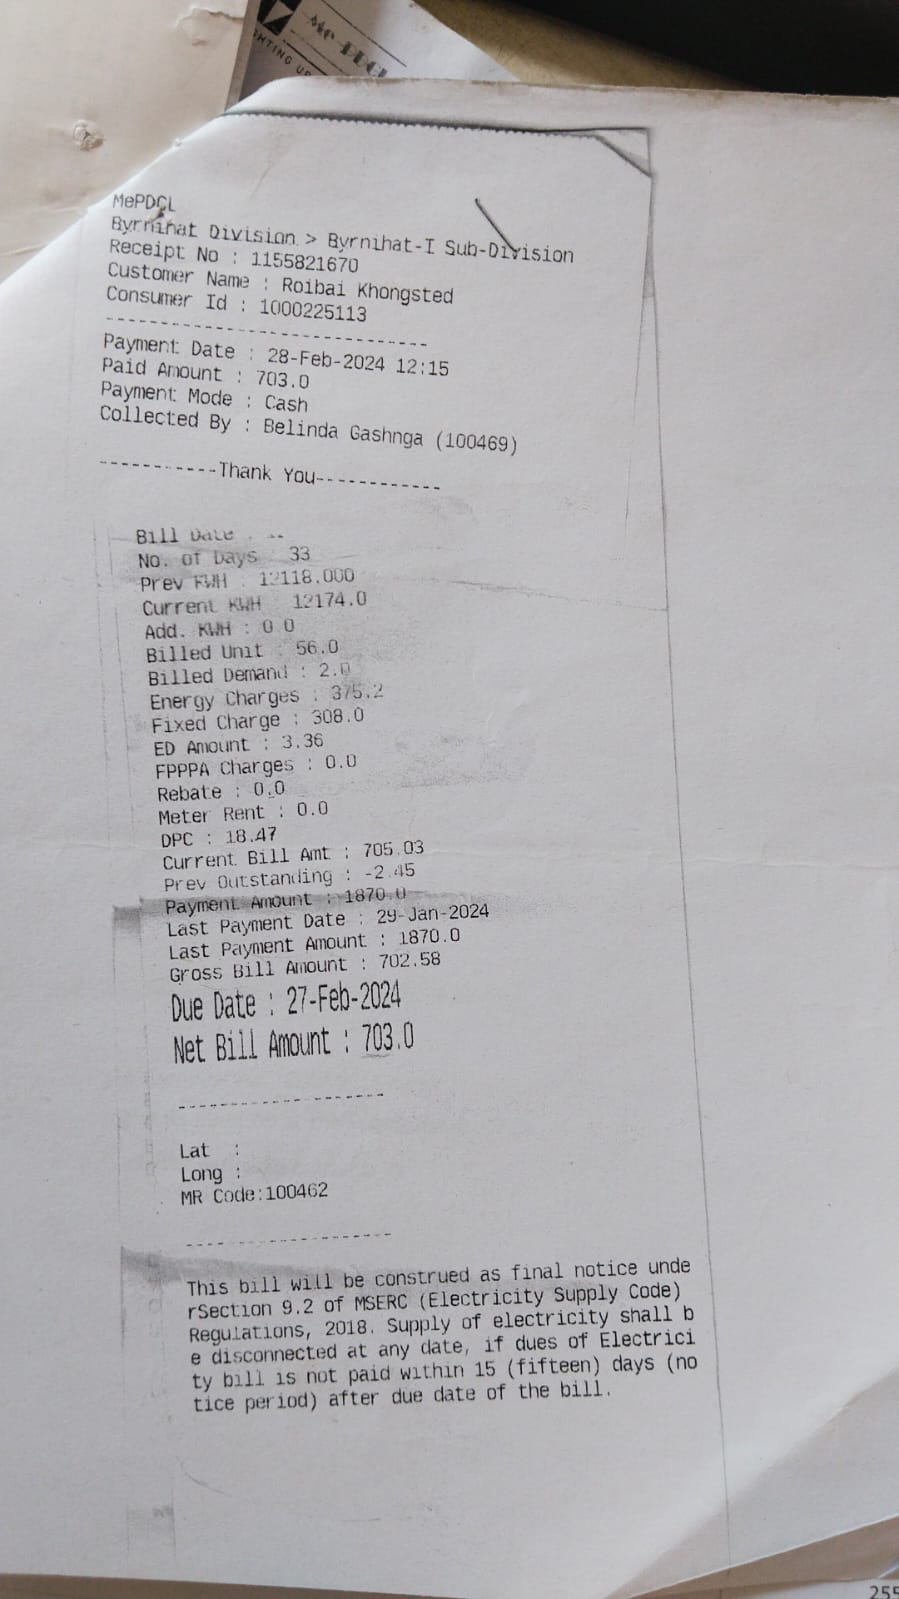 Me PDCL
GHTING UP
MePDCL
Byrnihat Division > Byrnihat-I Sub-Division
Receipt No : 1155821670
Customer Name : Roibai Khongsted
Consumer Id : 1000225113
----------------------------
Payment Date : 28-Feb-2024 12:15
Paid Amount : 703.0
Payment Mode : Cash
Collected By : Belinda Gashnga (100469)
-----------Thank You------------
Bill Date
No. of Days 33
Prev KWH : 12118.000
Current KWH 12174.0
Add. KWH : 0.0
Billed Unit : 56.0
Billed Demand : 2.0
Energy Charges : 375.2
Fixed Charge : 308.0
ED Amount : 3.36
FPPPA Charges : 0.0
Rebate : 0.0
Meter Rent : 0.0
DPC : 18.47
Current Bill Amt : 705.03
Prev Outstanding : -2.45
Payment Amount : 1870.0
Last Payment Date : 29-Jan-2024
Last Payment Amount : 1870.0
Gross Bill Amount : 702.58
Due Date : 27-Feb-2024
Net Bill Amount : 703.0
--------------------
Lat :
Long :
MR Code:100462
--------------------
This bill will be construed as final notice unde
rSection 9.2 of MSERC (Electricity Supply Code)
Regulations, 2018. Supply of electricity shall b
e disconnected at any date, if dues of Electrici
ty bill is not paid within 15 (fifteen) days (no
tice period) after due date of the bill.
255